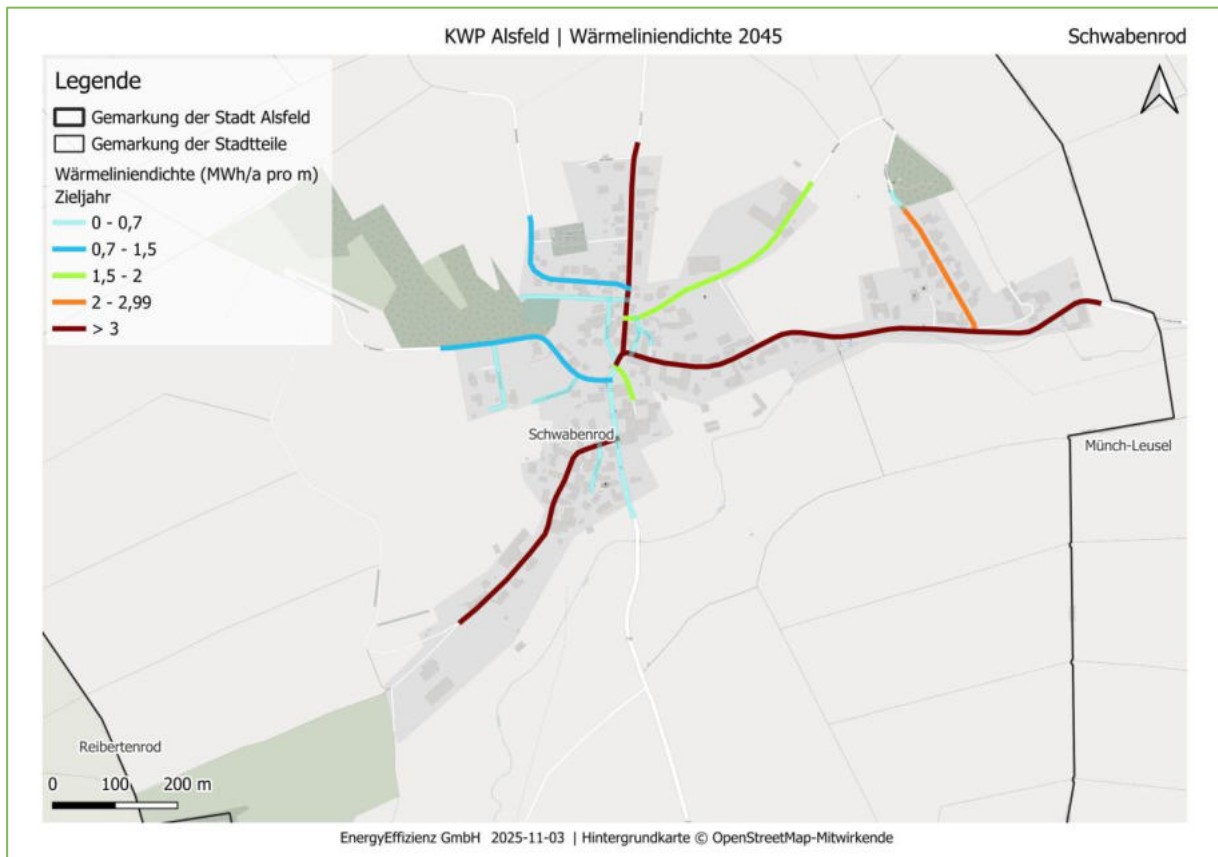 KWP Alsfeld | Wärmeliniendichte 2045
Schwabenrod
Legende
Gemarkung der Stadt Alsfeld
Gemarkung der Stadtteile
Wärmeliniendichte (MWh/a pro m)
Zieljahr
0 - 0,7
0,7 - 1,5
1,5 - 2
2 - 2,99
> 3
Schwabenrod
Münch-Leusel
Reibertenrod
0 100 200 m
EnergyEffizienz GmbH 2025-11-03 | Hintergrundkarte © OpenStreetMap-Mitwirkende